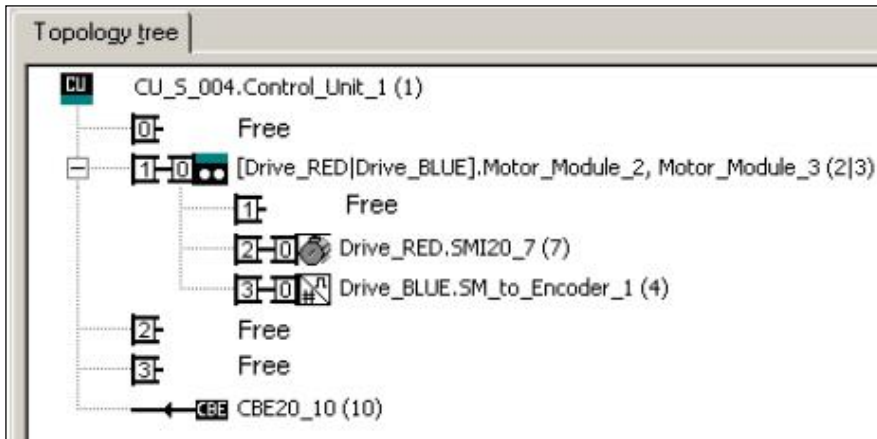 Topology tree
CU CU_S_004.Control_Unit_1 (1)
0 Free
1 0 [Drive_RED|Drive_BLUE].Motor_Module_2, Motor_Module_3 (2|3)
1 Free
2 0 Drive_RED.SMI20_7 (7)
3 0 # Drive_BLUE.SM_to_Encoder_1 (4)
2 Free
3 Free
CBE CBE20_10 (10)